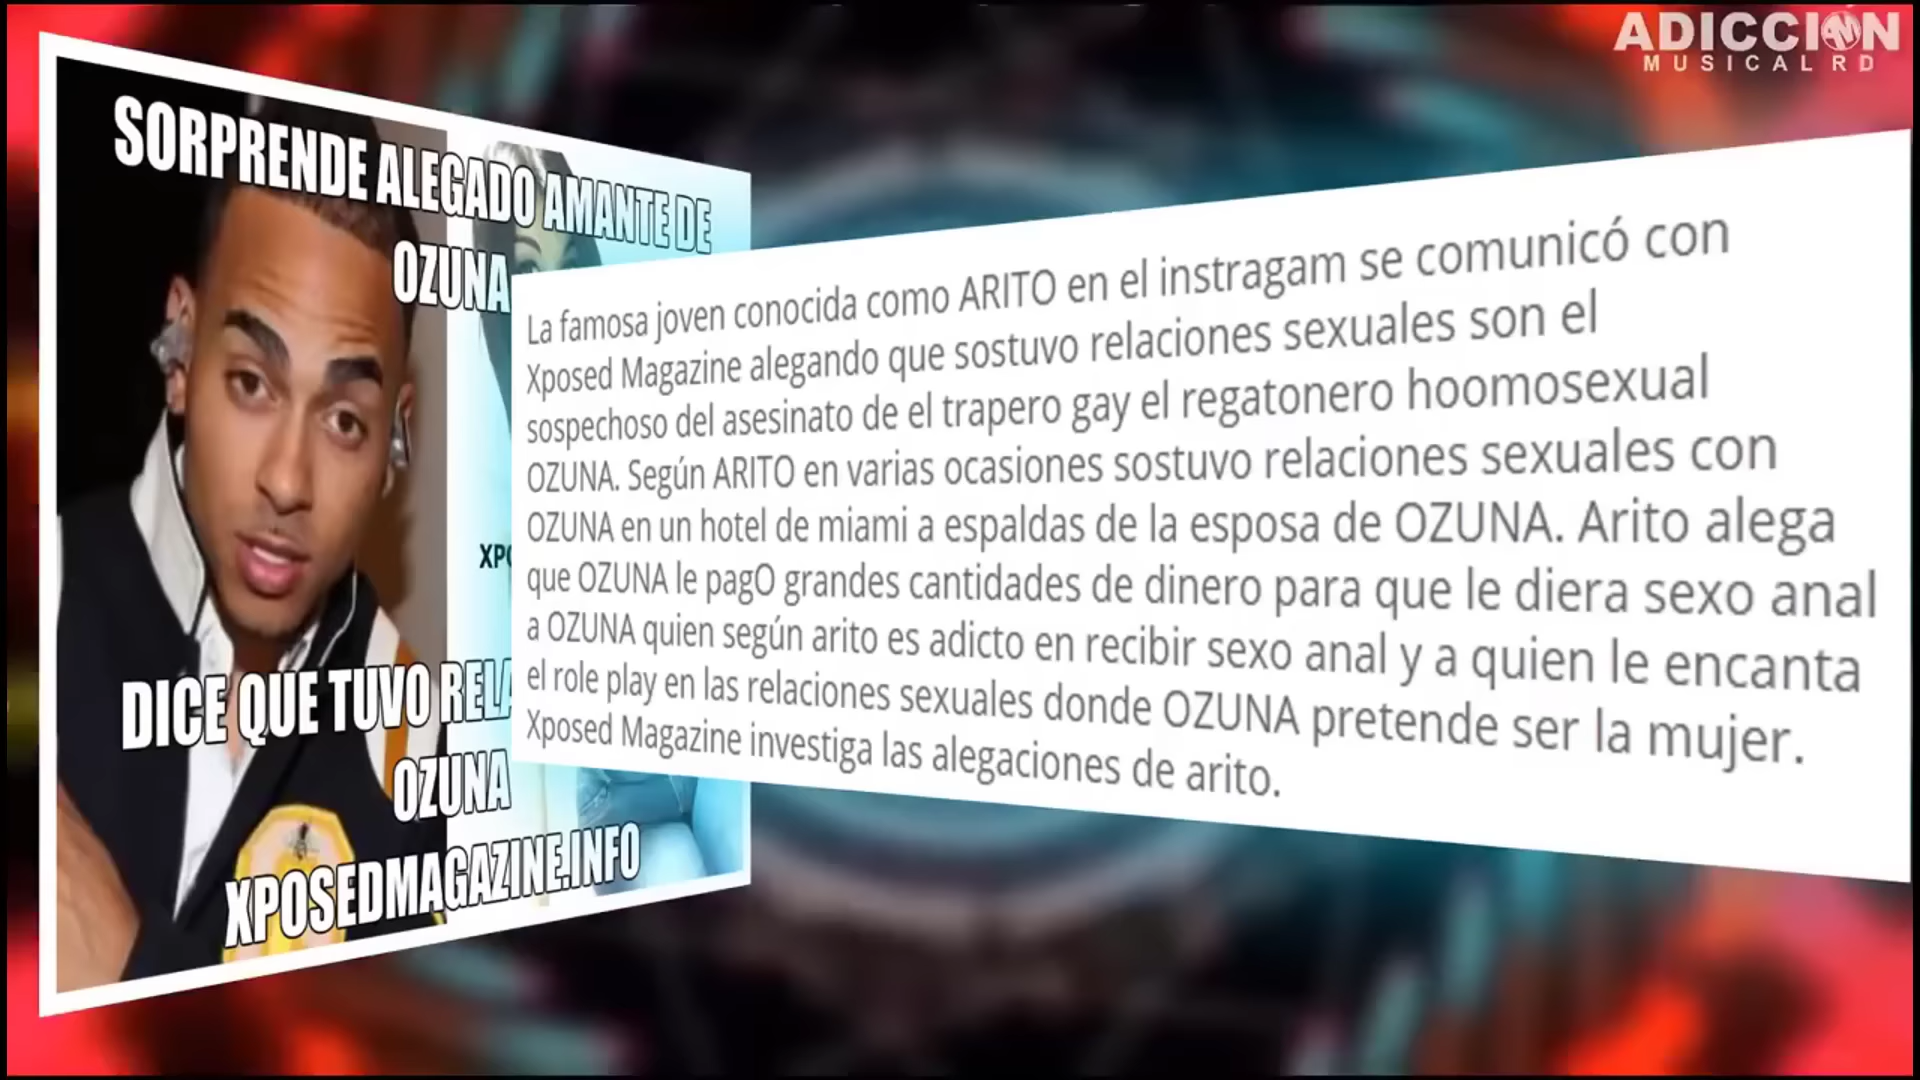 ADICCIÓN
MUSICAL RD
SORPRENDE ALEGADO AMANTE DE
OZUNA
DICE QUE TUVO
OZUNA
XPOSEDMAGAZINE.INFO
La famosa joven conocida como ARITO en el instragam se comunicó con
Xposed Magazine alegando que sostuvo relaciones sexuales son el
sospechoso del asesinato de el trapero gay el regatonero hoomosexual
OZUNA. Según ARITO en varias ocasiones sostuvo relaciones sexuales con
OZUNA en un hotel de miami a espaldas de la esposa de OZUNA. Arito alega
que OZUNA le pagO grandes cantidades de dinero para que le diera sexo anal
a OZUNA quien según arito es adicto en recibir sexo anal y a quien le encanta
el role play en las relaciones sexuales donde OZUNA pretende ser la mujer.
Xposed Magazine investiga las alegaciones de arito.